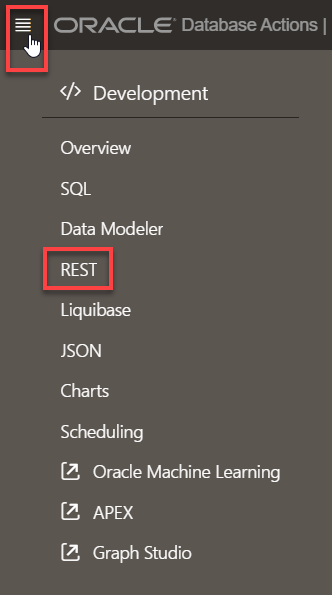 ORACLE Database Actions |
</> Development
Overview
SQL
Data Modeler
REST
Liquibase
JSON
Charts
Scheduling
Oracle Machine Learning
APEX
Graph Studio